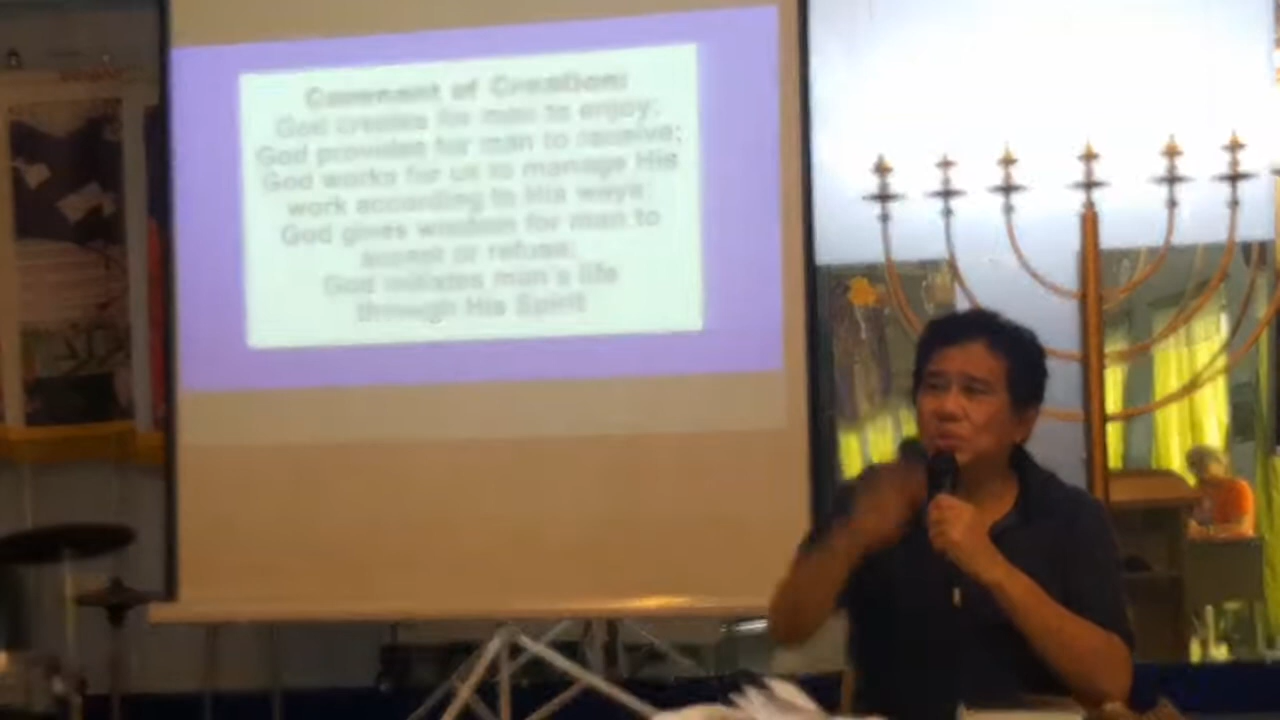 Covenant of Creation:
God creates for man to enjoy;
God provides for man to receive;
God works for us to manage His
work according to His ways;
God gives wisdom for man to
accept or refuse;
God initiates man's life
through His Spirit